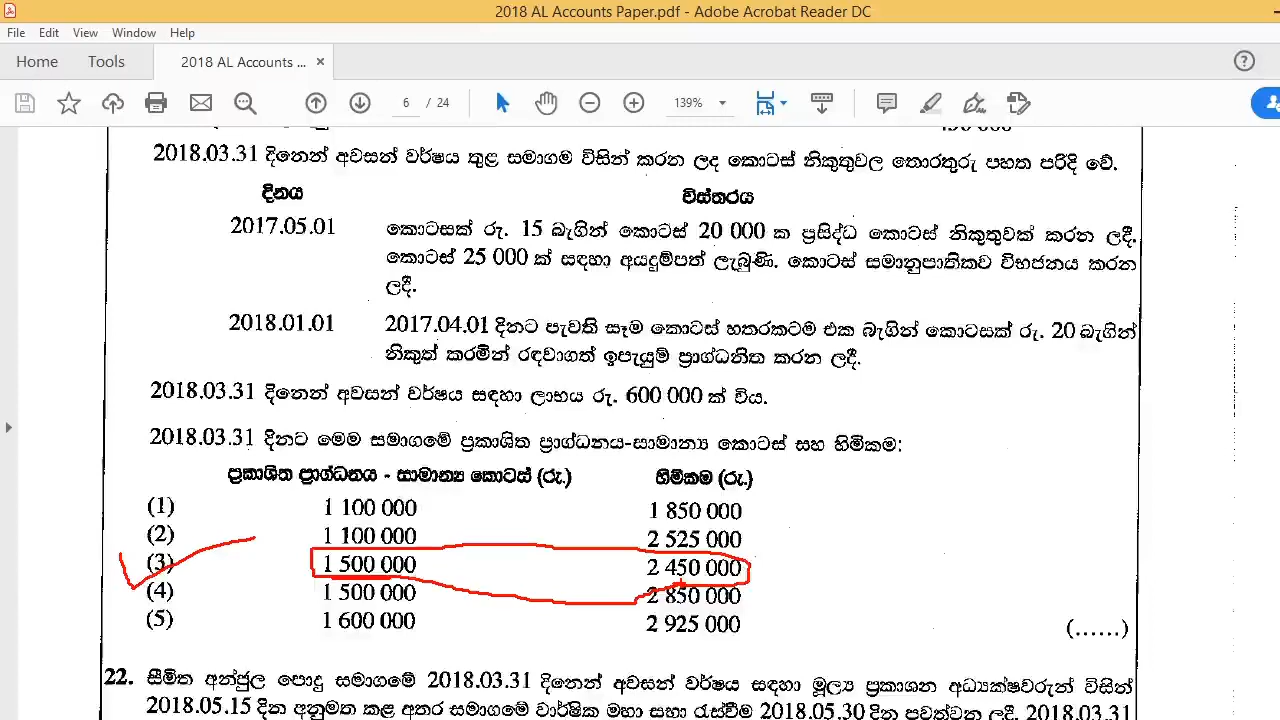 2018 AL Accounts Paper.pdf - Adobe Acrobat Reader DC
File Edit View Window Help
Home Tools 2018 AL Accounts ... ×
6 / 24 139%
2018.03.31 දිනෙන් අවසන් වර්ෂය තුළ සමාගම විසින් කරන ලද කොටස් නිකුතුවල තොරතුරු පහත පරිදි වේ.
දිනය විස්තරය
2017.05.01 කොටසක් රු. 15 බැගින් කොටස් 20 000 ක ප්‍රසිද්ධ කොටස් නිකුතුවක් කරන ලදී.
කොටස් 25 000 ක් සඳහා අයදුම්පත් ලැබුණි. කොටස් සමානුපාතිකව විභජනය කරන
ලදී.
2018.01.01 2017.04.01 දිනට පැවති සෑම කොටස් හතරකටම එක බැගින් කොටසක් රු. 20 බැගින්
නිකුත් කරමින් රඳවාගත් ඉපැයුම් ප්‍රාග්ධනිත කරන ලදී.
2018.03.31 දිනෙන් අවසන් වර්ෂය සඳහා ලාභය රු. 600 000 ක් විය.
2018.03.31 දිනට මෙම සමාගමේ ප්‍රකාශිත ප්‍රාග්ධනය-සාමාන්‍ය කොටස් සහ හිමිකම:
ප්‍රකාශිත ප්‍රාග්ධනය - සාමාන්‍ය කොටස් (රු.) හිමිකම (රු.)
(1) 1 100 000 1 850 000
(2) 1 100 000 2 525 000
(3) 1 500 000 2 450 000
(4) 1 500 000 2 850 000
(5) 1 600 000 2 925 000
(......)
22. සීමිත අන්ජුල පොදු සමාගමේ 2018.03.31 දිනෙන් අවසන් වර්ෂය සඳහා මූල්‍ය ප්‍රකාශන අධ්‍යක්ෂවරුන් විසින්
2018.05.15 දින අනුමත කළ අතර සමාගමේ වාර්ෂික මහා සභා රැස්වීම 2018.05.30 දින පවත්වන ලදී. 2018.03.31